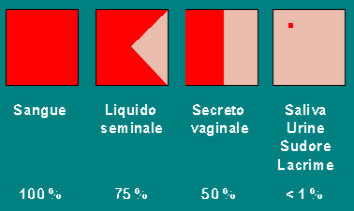 Sangue
Liquido
seminale
Secreto
vaginale
Saliva
Urine
Sudore
Lacrime
100 %
75 %
50 %
< 1 %